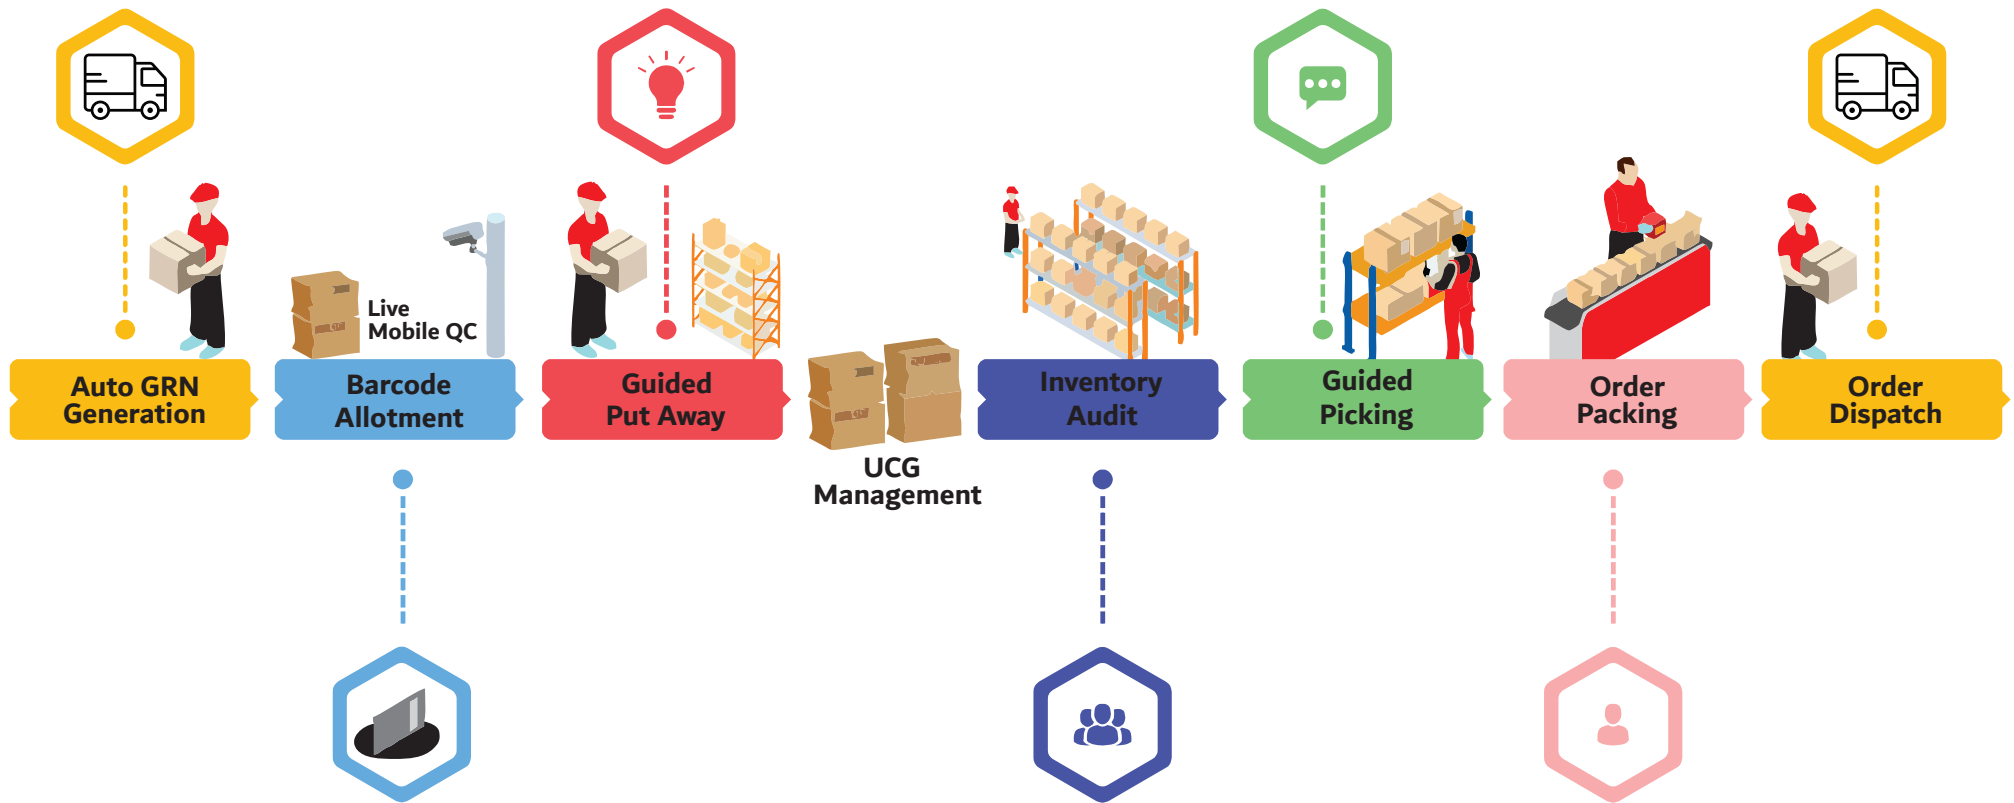 Live
Mobile QC
Auto GRN
Generation
Barcode
Allotment
Guided
Put Away
UCG
Management
Inventory
Audit
Guided
Picking
Order
Packing
Order
Dispatch